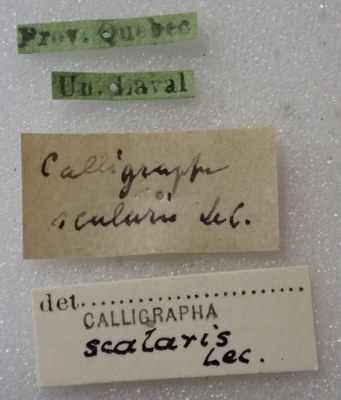 Prov. Quebec
Un. Laval
Calligrapha
scalaris LeC.
det........................
CALLIGRAPHA
scalaris
Lec.